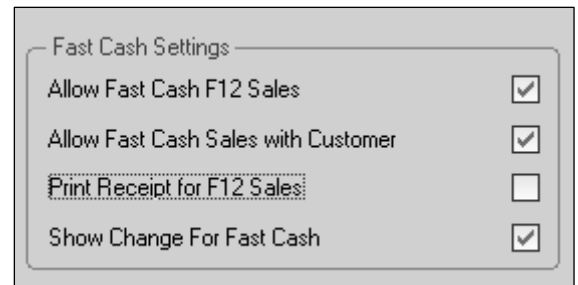 Fast Cash Settings
Allow Fast Cash F12 Sales
Allow Fast Cash Sales with Customer
Print Receipt for F12 Sales
Show Change For Fast Cash